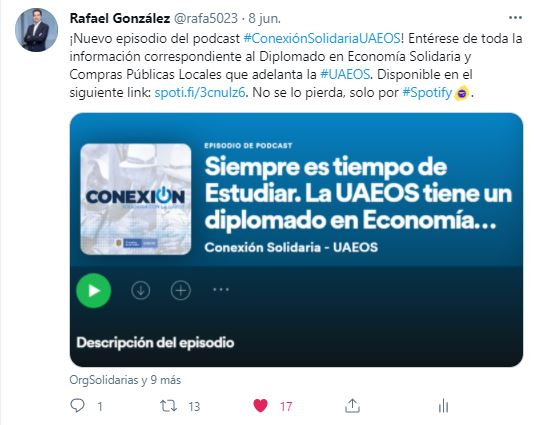 Rafael González @rafa5023 · 8 jun.
¡Nuevo episodio del podcast #ConexiónSolidariaUAEOS! Entérese de toda la
información correspondiente al Diplomado en Economía Solidaria y
Compras Públicas Locales que adelanta la #UAEOS. Disponible en el
siguiente link: spoti.fi/3cnulz6. No se lo pierda, solo por #Spotify.
EPISODIO DE PODCAST
Siempre es tiempo de
Estudiar. La UAEOS tiene un
diplomado en Economía...
Conexión Solidaria - UAEOS
CONEXIÓN
Descripción del episodio
OrgSolidarias y 9 más
1 13 17